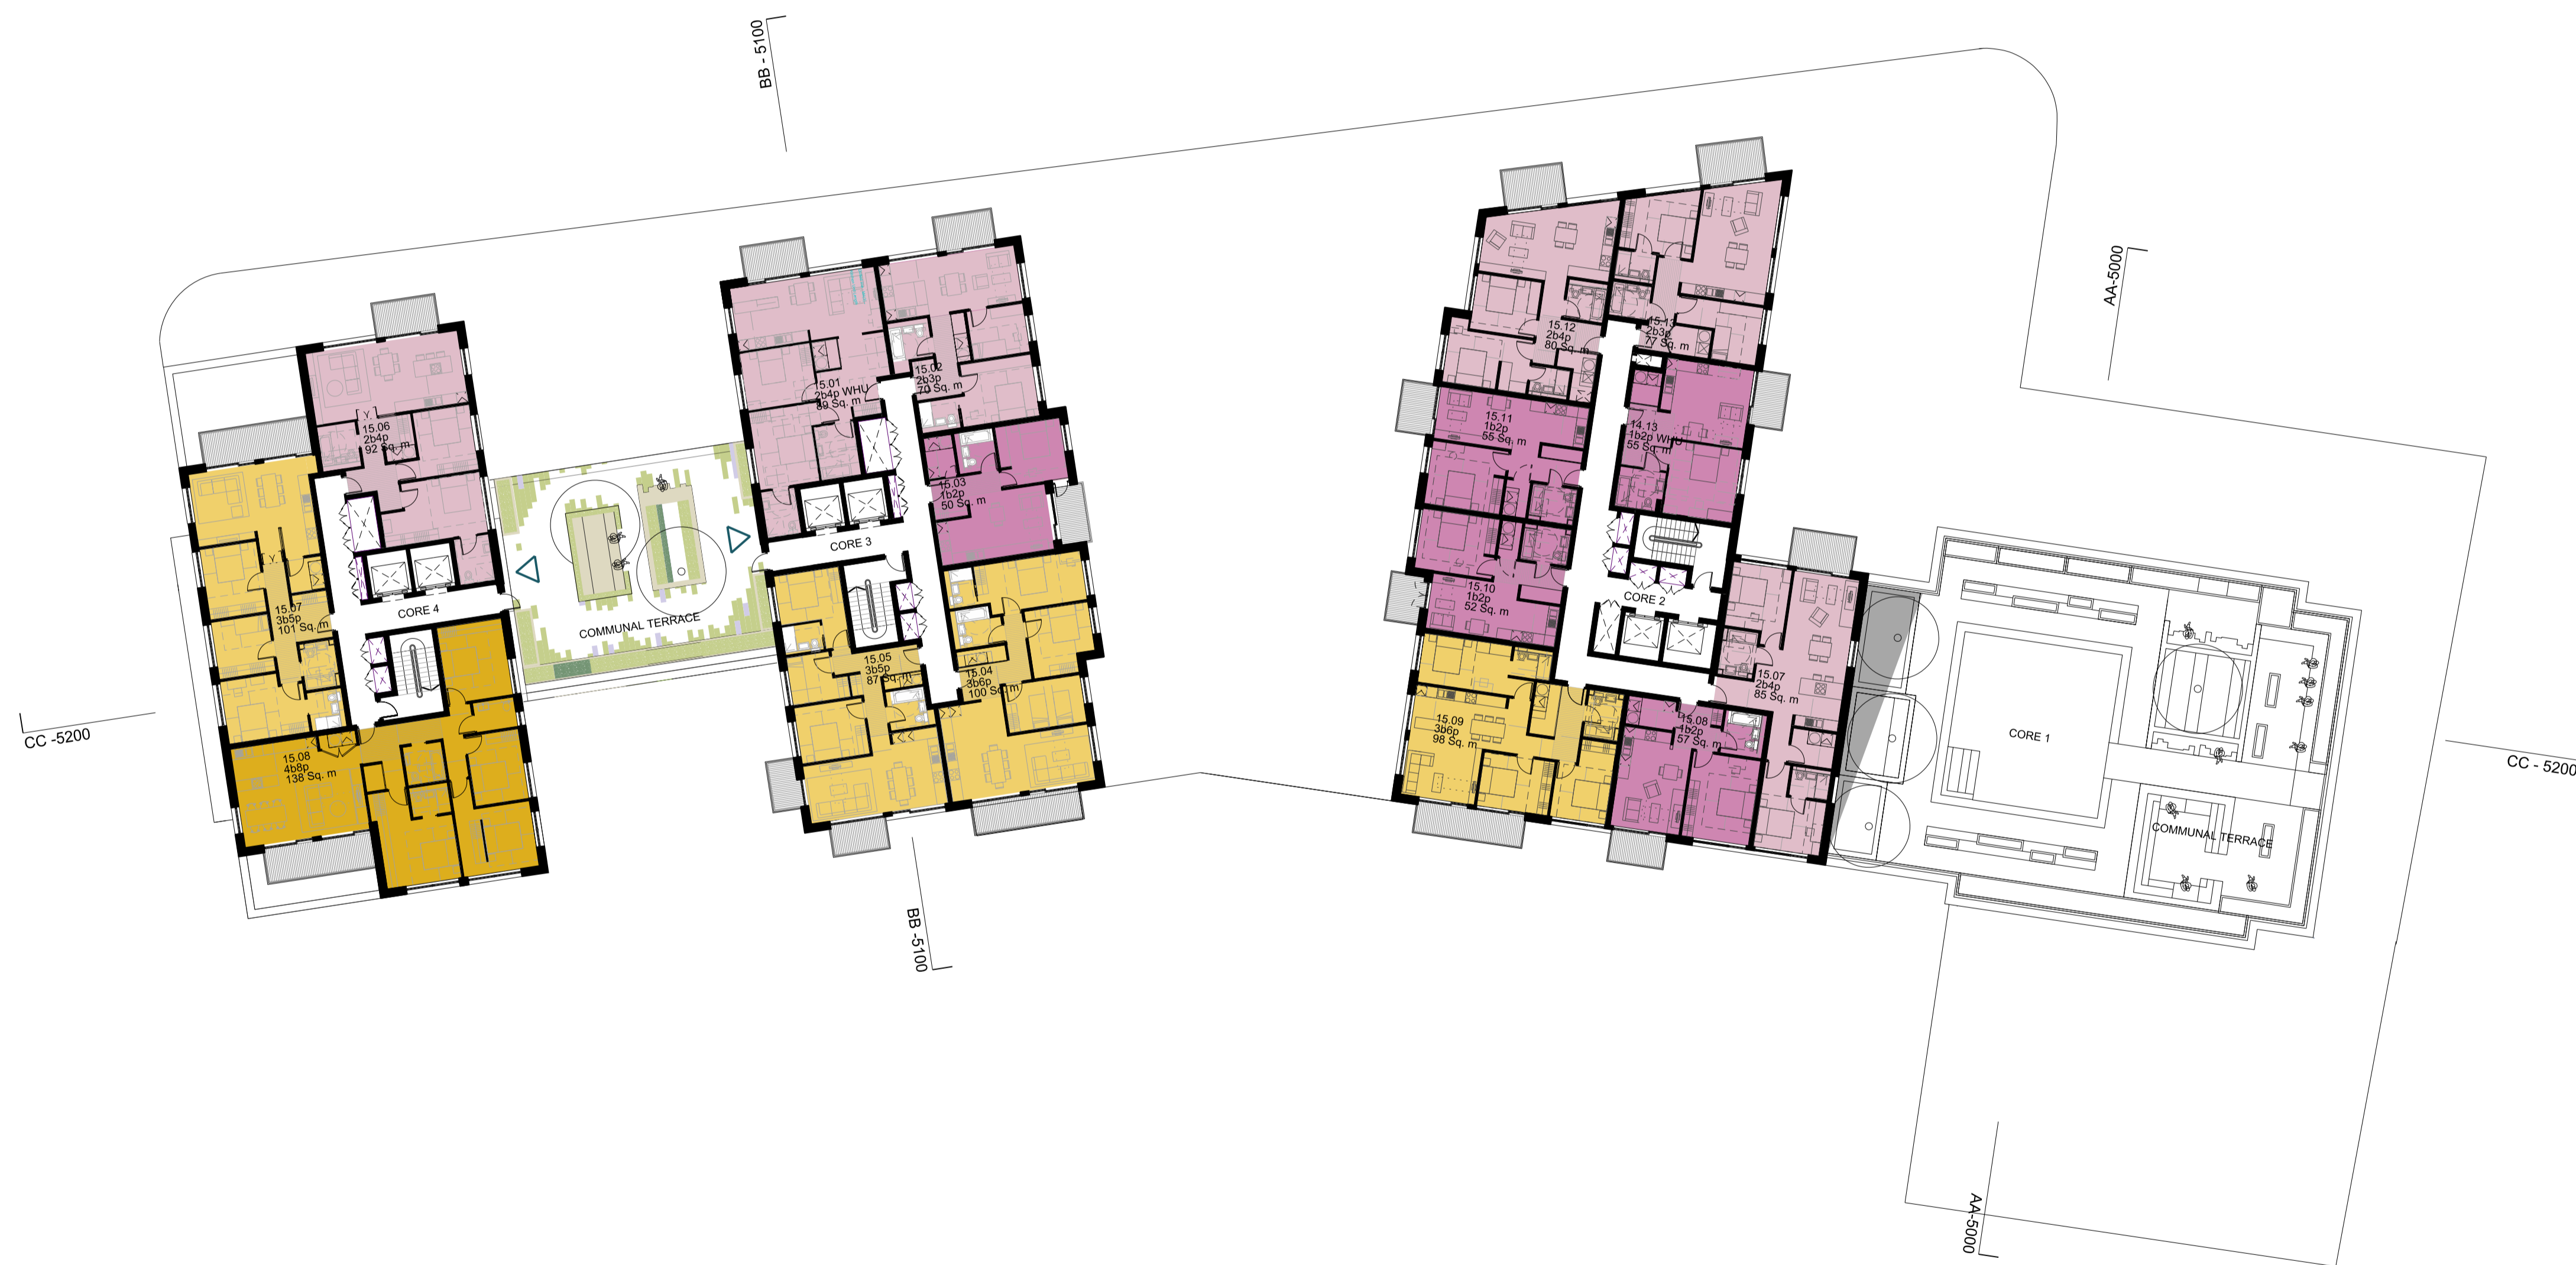 BB - 5100
AA-5000
15.12
2b4p
80 Sq. m
15.13
2b3p
77 Sq. m
15.01
2b4p WHU
89 Sq. m
15.02
2b3p
70 Sq. m
15.06
2b4p
92 Sq. m
15.11
1b2p
55 Sq. m
14.13
1b2p WHU
55 Sq. m
15.03
1b2p
50 Sq. m
CORE 3
CORE 4
COMMUNAL TERRACE
15.07
3b5p
101 Sq. m
15.10
1b2p
52 Sq. m
CORE 2
15.05
3b5p
87 Sq. m
15.04
3b6p
100 Sq. m
15.07
2b4p
85 Sq. m
15.09
3b6p
98 Sq. m
15.08
1b2p
57 Sq. m
CORE 1
CC -5200
CC - 5200
15.08
4b8p
138 Sq. m
COMMUNAL TERRACE
BB -5100
AA-5000